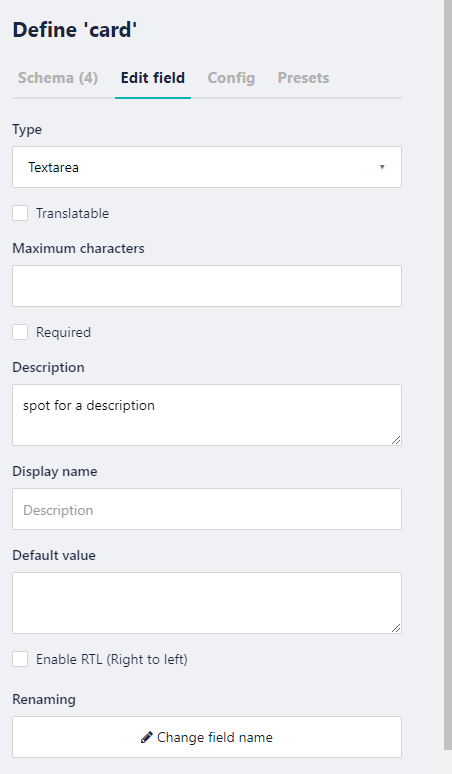 Define 'card'
Schema (4) Edit field Config Presets
Type
Textarea
Translatable
Maximum characters
Required
Description
spot for a description
Display name
Description
Default value
Enable RTL (Right to left)
Renaming
Change field name